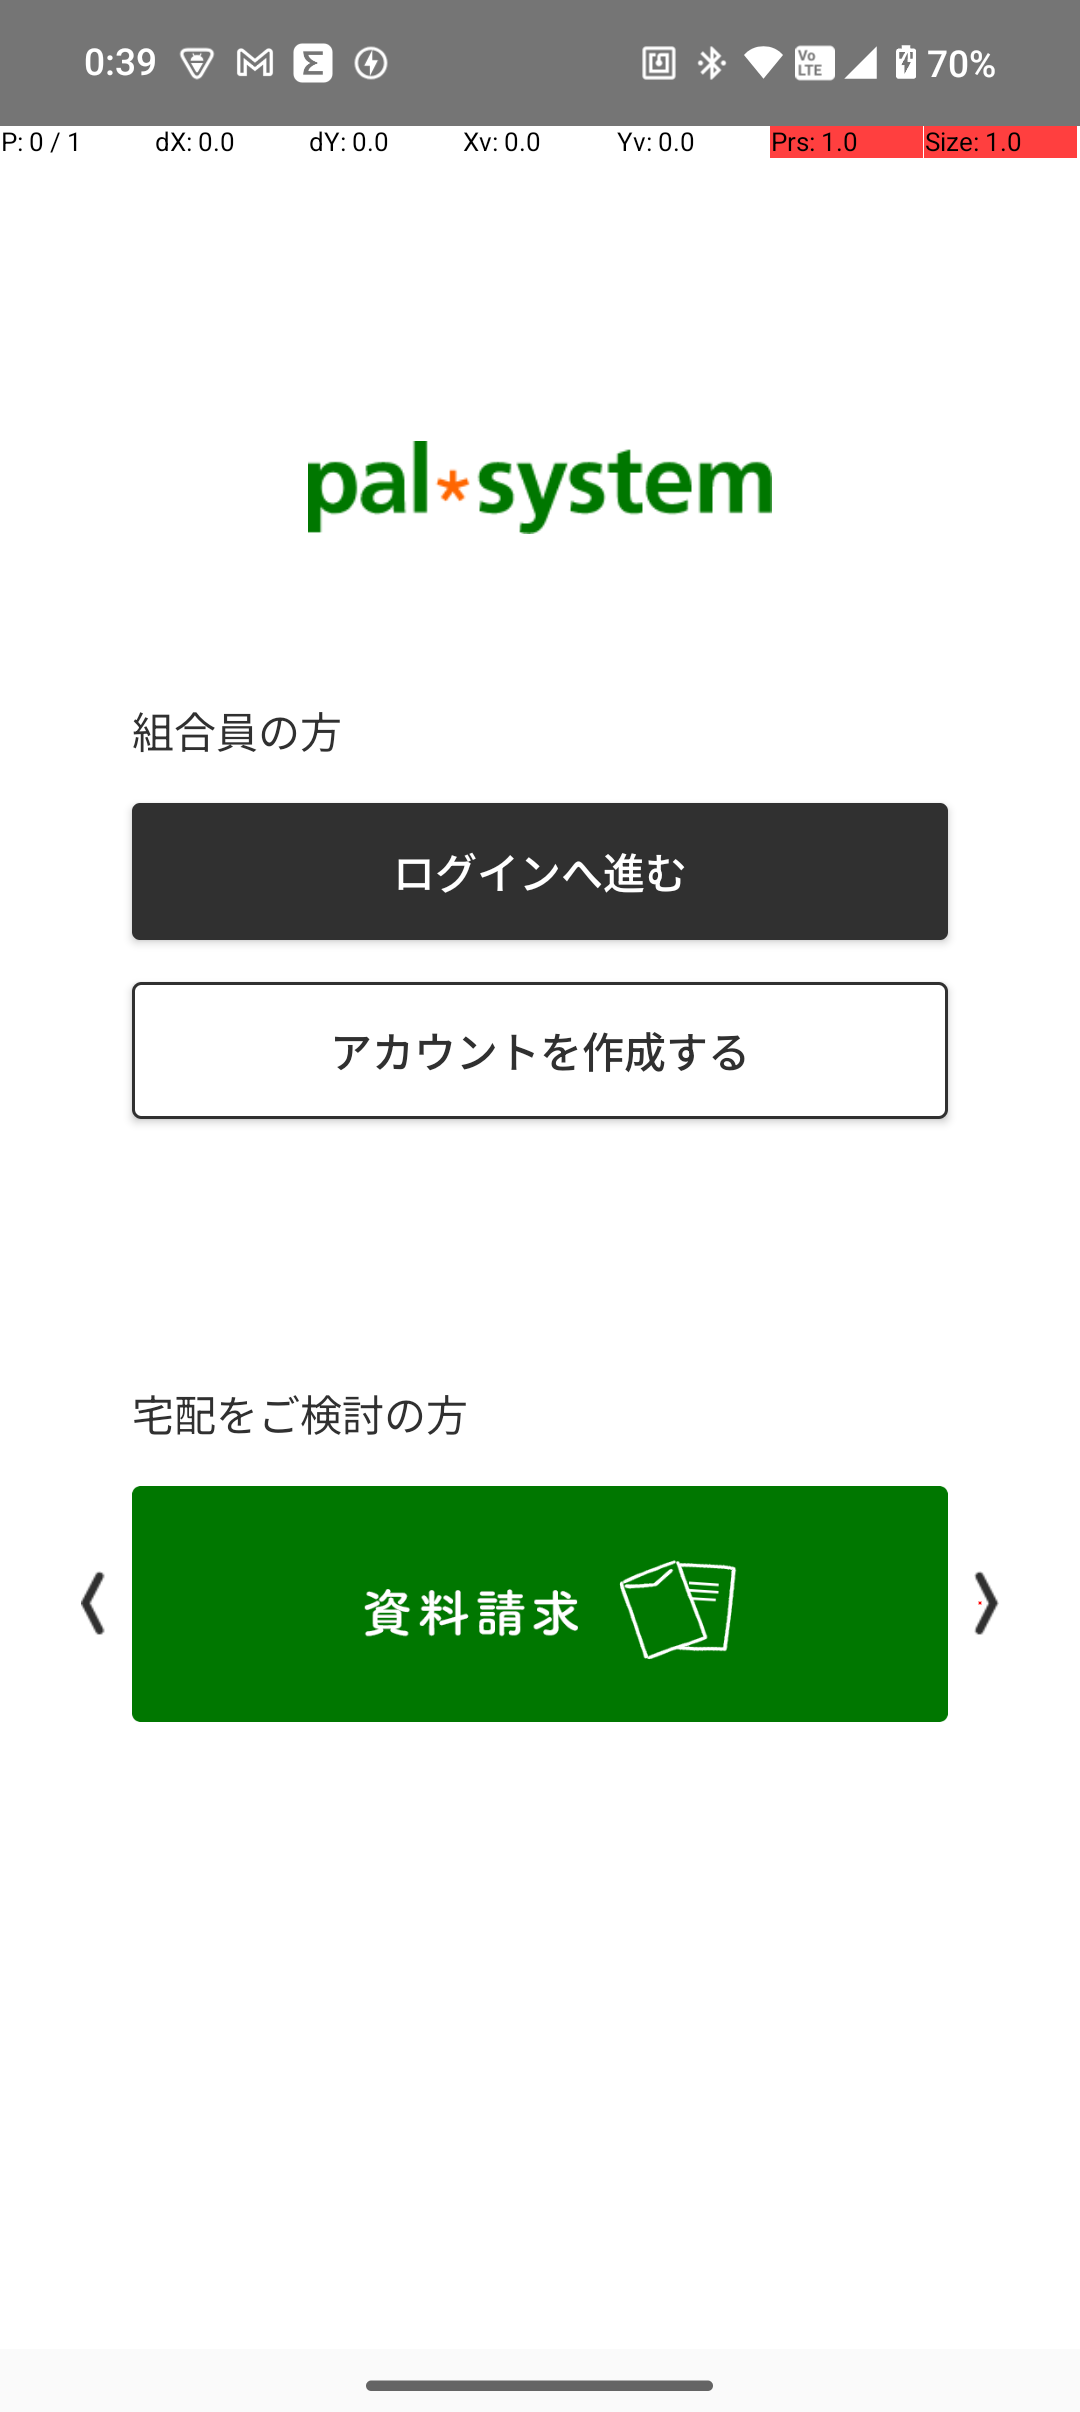 0:39 70%
P: 0 / 1 dX: 0.0 dY: 0.0 Xv: 0.0 Yv: 0.0 Prs: 1.0 Size: 1.0
pal*system
組合員の方
ログインへ進む
アカウントを作成する
宅配をご検討の方
資料請求